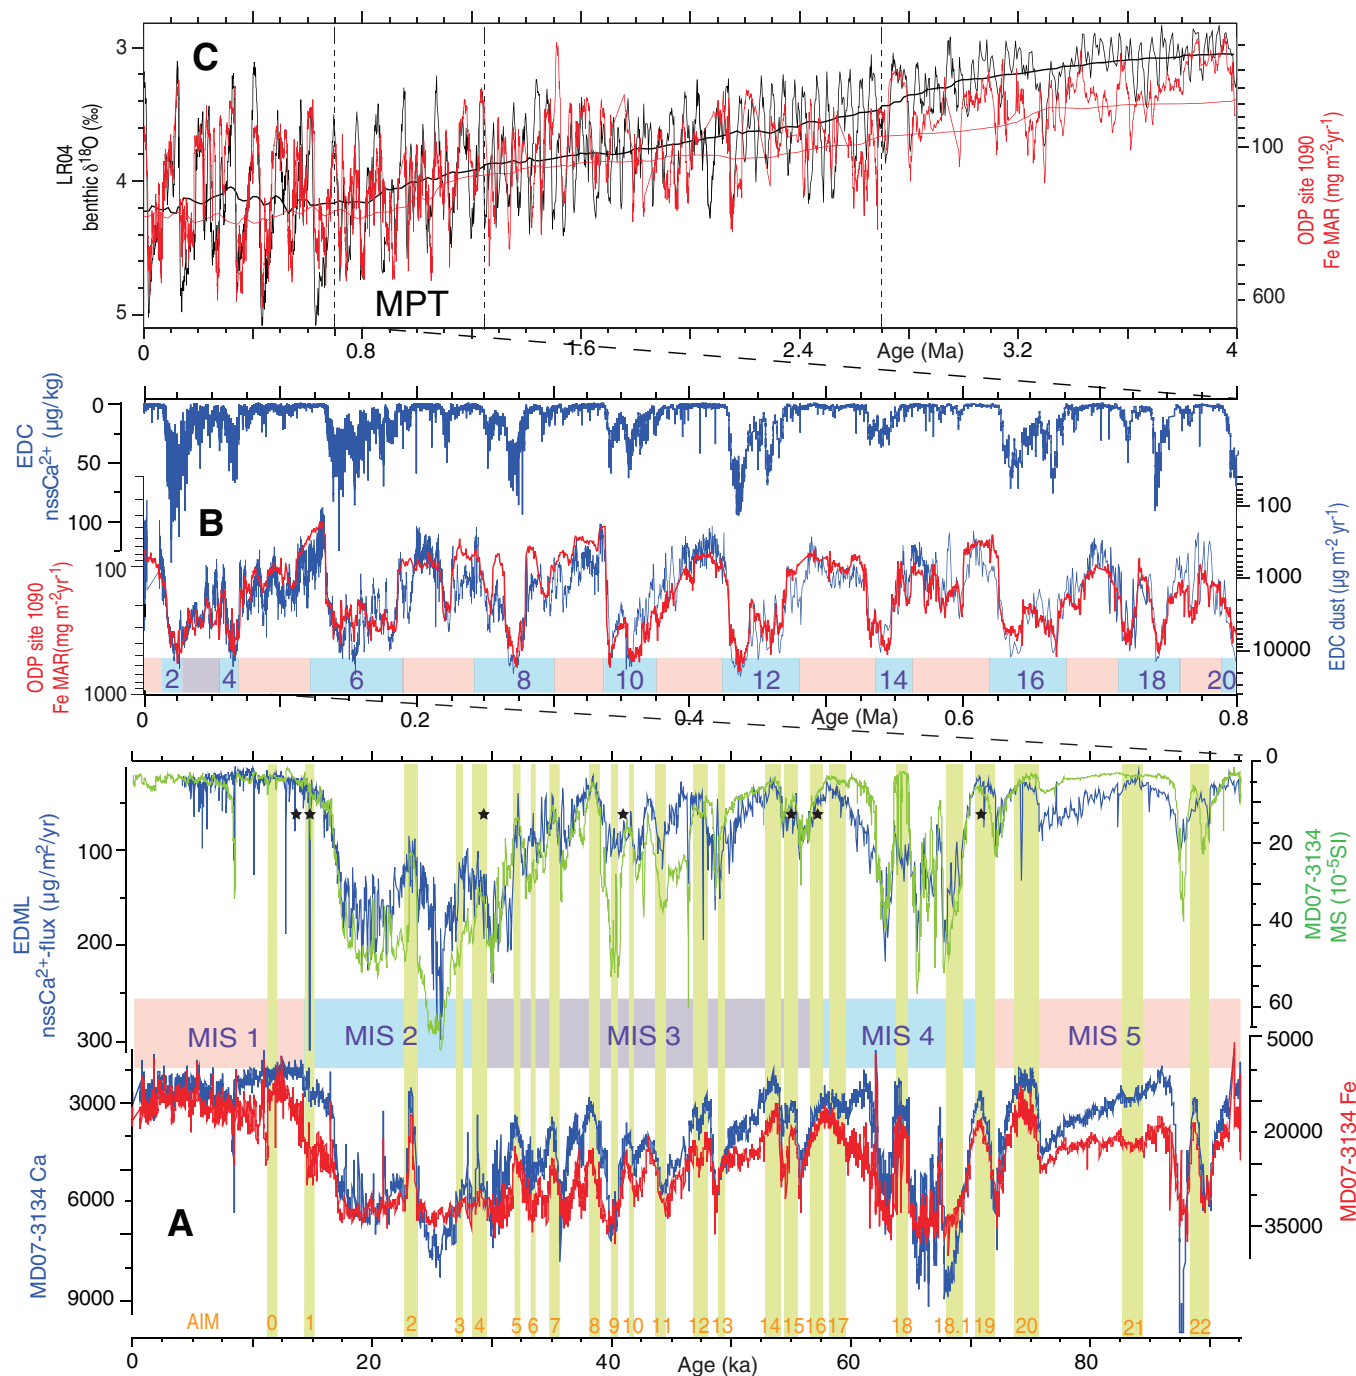 C
3
4
5
LR04
benthic δ18O (‰)
100
600
ODP site 1090
Fe MAR (mg m-2yr1)
MPT
0 0.8 1.6 2.4 Age (Ma) 3.2 4
EDC
nssCa2+ (µg/kg)
0
50
100
B
100
1000
EDC dust (µg m-2 yr-1)
10000
ODP site 1090
Fe MAR(mg m-2yr1)
100
1000
2 4 6 8 10 12 14 16 18 20
0 0.2 0.4 Age (Ma) 0.6 0.8
EDML
nssCa2+-flux (µg/m2/yr)
100
200
300
0
20
40
60
MD07-3134
MS (10-5SI)
MIS 1 MIS 2 MIS 3 MIS 4 MIS 5
5000
20000
35000
MD07-3134 Fe
3000
6000
9000
MD07-3134 Ca
A
AIM 0 1 2 3 4 5 6 7 8 9 10 11 12 13 14 15 16 17 18 18.1 19 20 21 22
0 20 40 Age (ka) 60 80